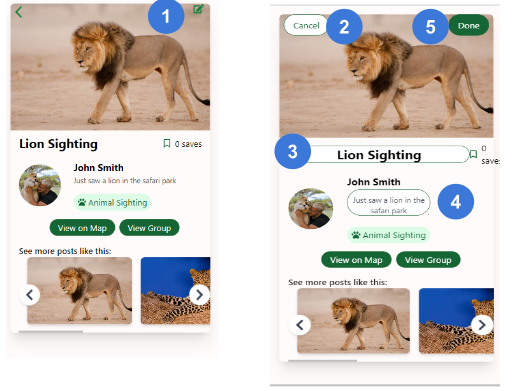 1
Lion Sighting
0 saves
John Smith
Just saw a lion in the safari park
Animal Sighting
View on Map
View Group
See more posts like this:
Cancel
2
5
Done
3
Lion Sighting
0
saves
John Smith
Just saw a lion in the
safari park
4
Animal Sighting
View on Map
View Group
See more posts like this: